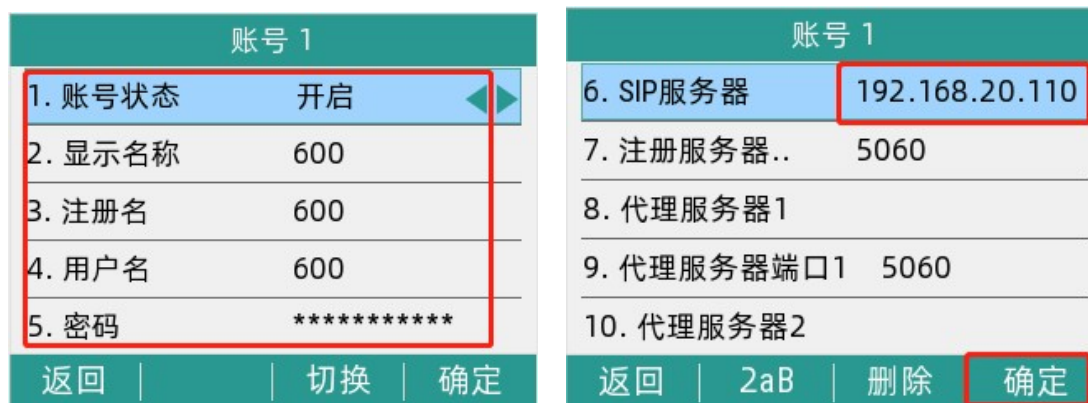 账号 1
1. 账号状态 开启
2. 显示名称 600
3. 注册名 600
4. 用户名 600
5. 密码 ***********
返回 切换 确定
账号 1
6. SIP服务器 192.168.20.110
7. 注册服务器.. 5060
8. 代理服务器1
9. 代理服务器端口1 5060
10. 代理服务器2
返回 2aB 删除 确定